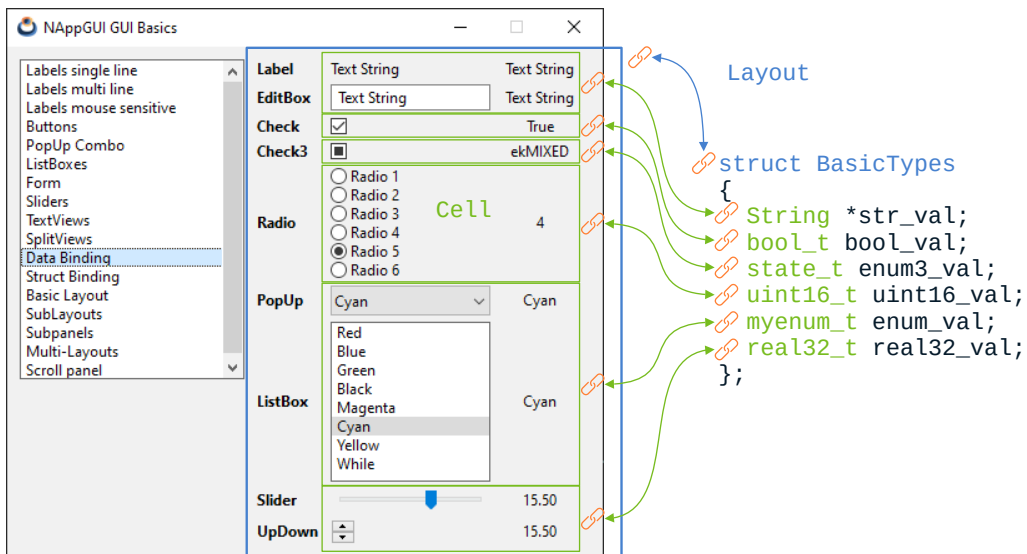 NAppGUI GUI Basics
Labels single line
Labels multi line
Labels mouse sensitive
Buttons
PopUp Combo
ListBoxes
Form
Sliders
TextViews
SplitViews
Data Binding
Struct Binding
Basic Layout
SubLayouts
Subpanels
Multi-Layouts
Scroll panel
Label Text String Text String
EditBox Text String Text String
Check True
Check3 ekMIXED
Radio
Radio 1
Radio 2
Radio 3
Radio 4
Radio 5
Radio 6
Cell
4
PopUp Cyan Cyan
ListBox
Red
Blue
Green
Black
Magenta
Cyan
Yellow
While
Cyan
Slider 15.50
UpDown 15.50
Layout
struct BasicTypes
{
String *str_val;
bool_t bool_val;
state_t enum3_val;
uint16_t uint16_val;
myenum_t enum_val;
real32_t real32_val;
};